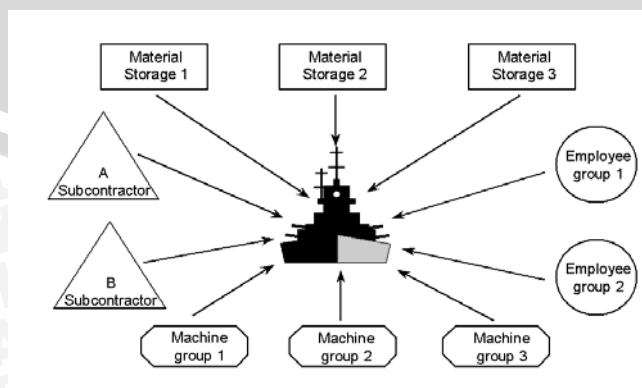 Material
Storage 1
Material
Storage 2
Material
Storage 3
A
Subcontractor
Employee
group 1
B
Subcontractor
Employee
group 2
Machine
group 1
Machine
group 2
Machine
group 3